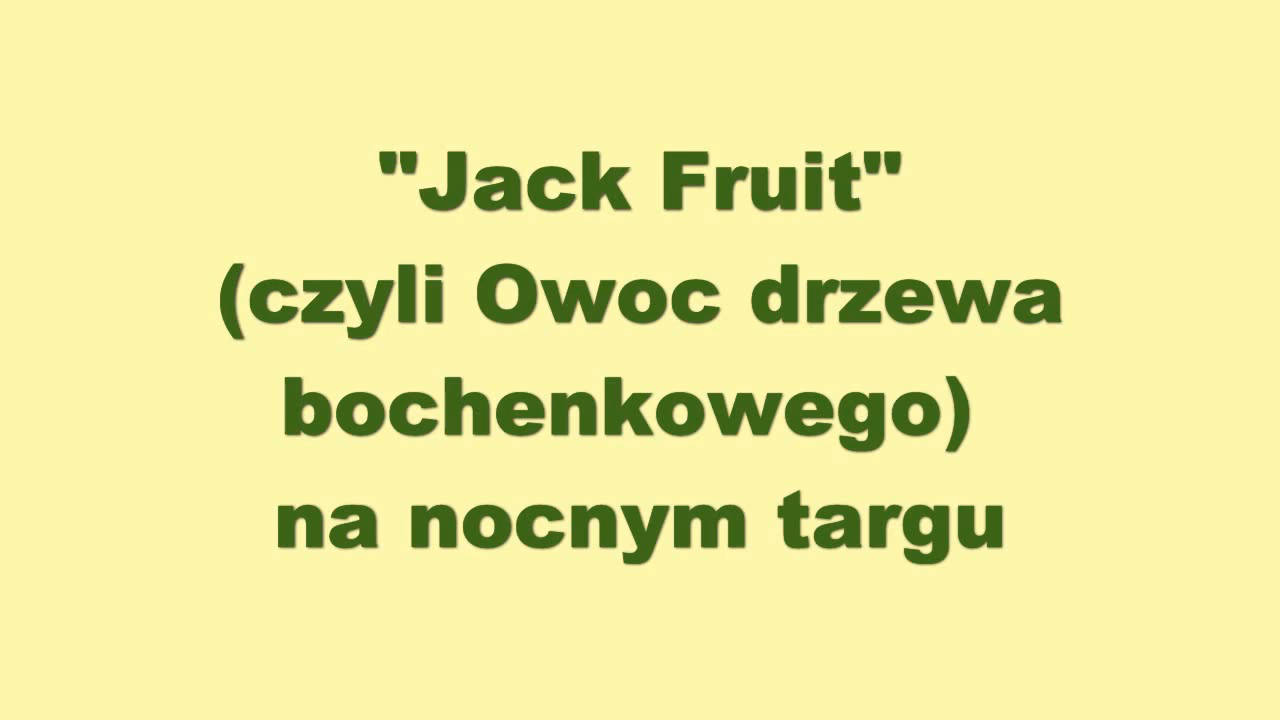 "Jack Fruit"
(czyli Owoc drzewa
bochenkowego)
na nocnym targu